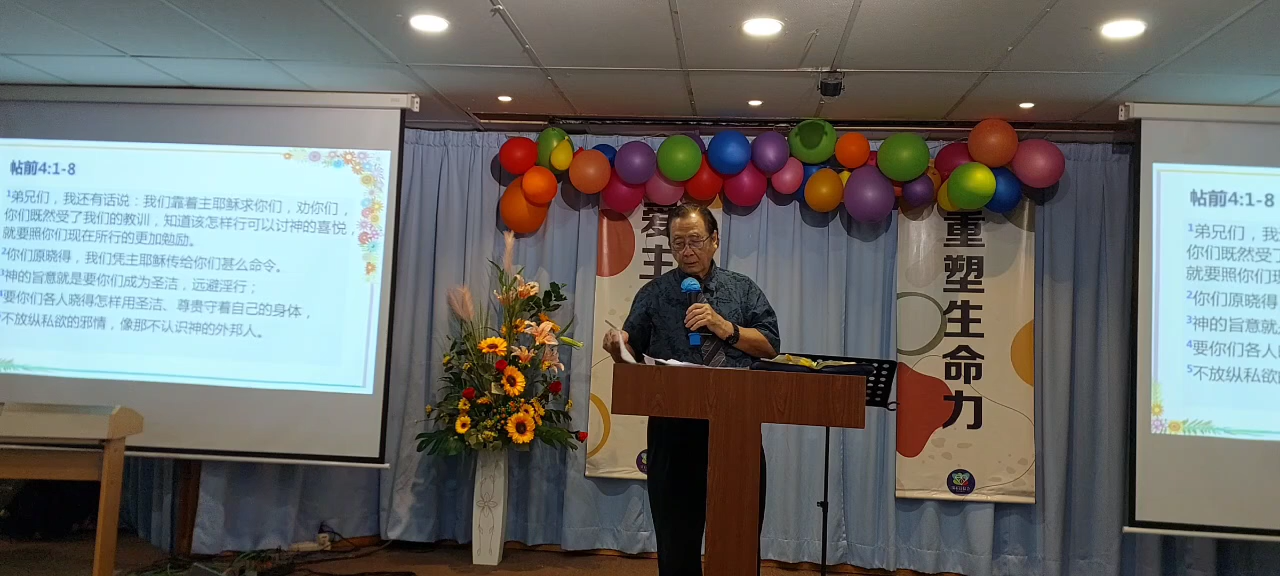 帖前4:1-8
1弟兄们，我还有话说：我们靠着主耶稣求你们，劝你们，
你们既然受了我们的教训，知道该怎样行可以讨神的喜悦，
就要照你们现在所行的更加勉励。
2你们原晓得，我们凭主耶稣传给你们甚么命令。
3神的旨意就是要你们成为圣洁，远避淫行；
4要你们各人晓得怎样用圣洁、尊贵守着自己的身体，
不放纵私欲的邪情，像那不认识神的外邦人。
爱主
重塑生命力
帖前4:1-8
1弟兄们，我
你们既然受了
就要照你们现
2你们原晓得
3神的旨意就
4要你们各人
5不放纵私欲